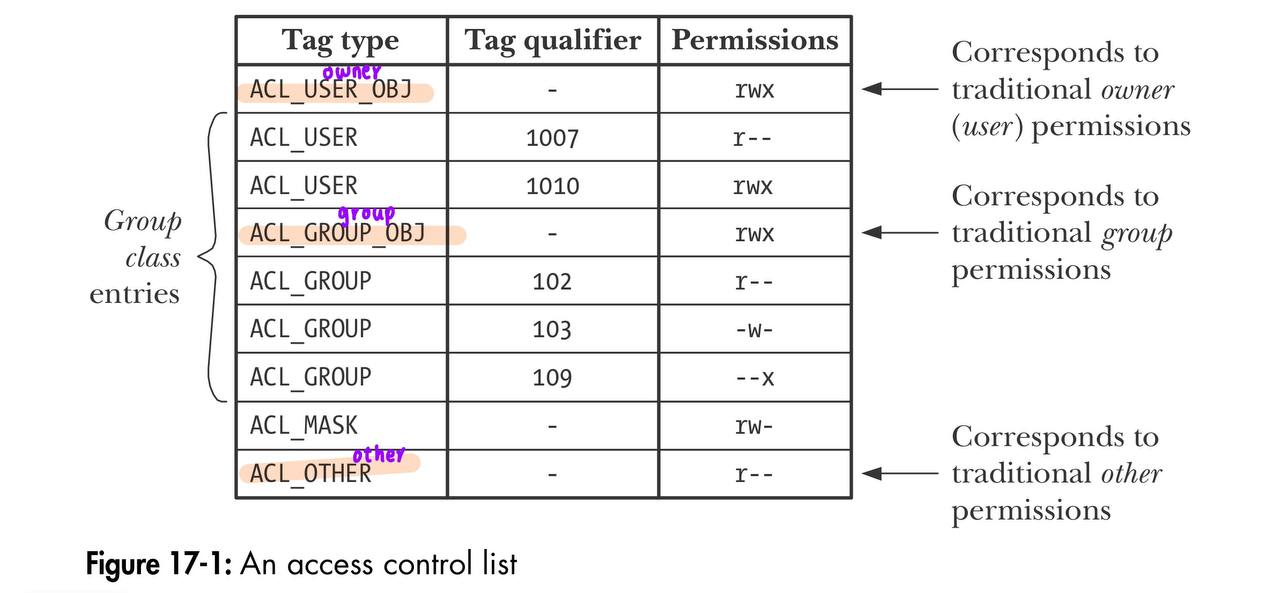 Tag type Tag qualifier Permissions
owner
ACL_USER_OBJ - rwx
ACL_USER 1007 r--
ACL_USER 1010 rwx
group
ACL_GROUP_OBJ - rwx
ACL_GROUP 102 r--
ACL_GROUP 103 -w-
ACL_GROUP 109 --x
ACL_MASK - rw-
other
ACL_OTHER - r--
Group
class
entries
Corresponds to
traditional owner
(user) permissions
Corresponds to
traditional group
permissions
Corresponds to
traditional other
permissions
Figure 17-1: An access control list